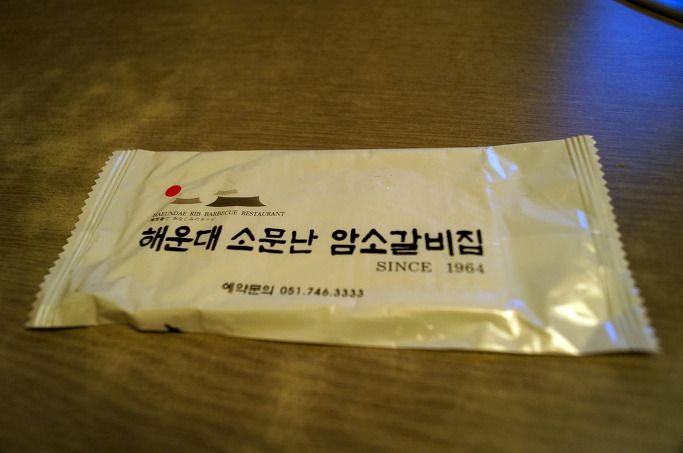 HAEUNDAE RIB BARBECUE RESTAURANT
해운대 소문난 암소갈비집
SINCE 1964
예약문의 051.746.3333